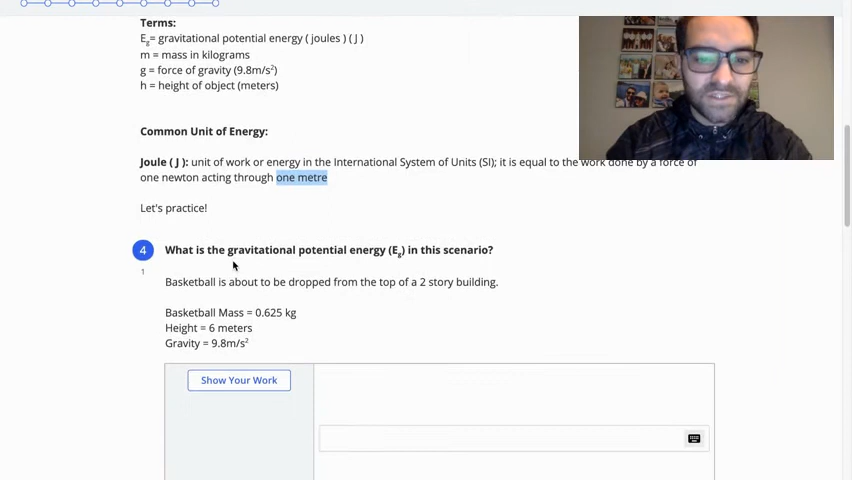 Terms:
Eg= gravitational potential energy ( joules ) ( J )
m = mass in kilograms
g = force of gravity (9.8m/s²)
h = height of object (meters)
Common Unit of Energy:
Joule ( J ): unit of work or energy in the International System of Units (SI); it is equal to the work done by a force of
one newton acting through one metre
Let's practice!
4 What is the gravitational potential energy (Eg) in this scenario?
1
Basketball is about to be dropped from the top of a 2 story building.
Basketball Mass = 0.625 kg
Height = 6 meters
Gravity = 9.8m/s²
Show Your Work